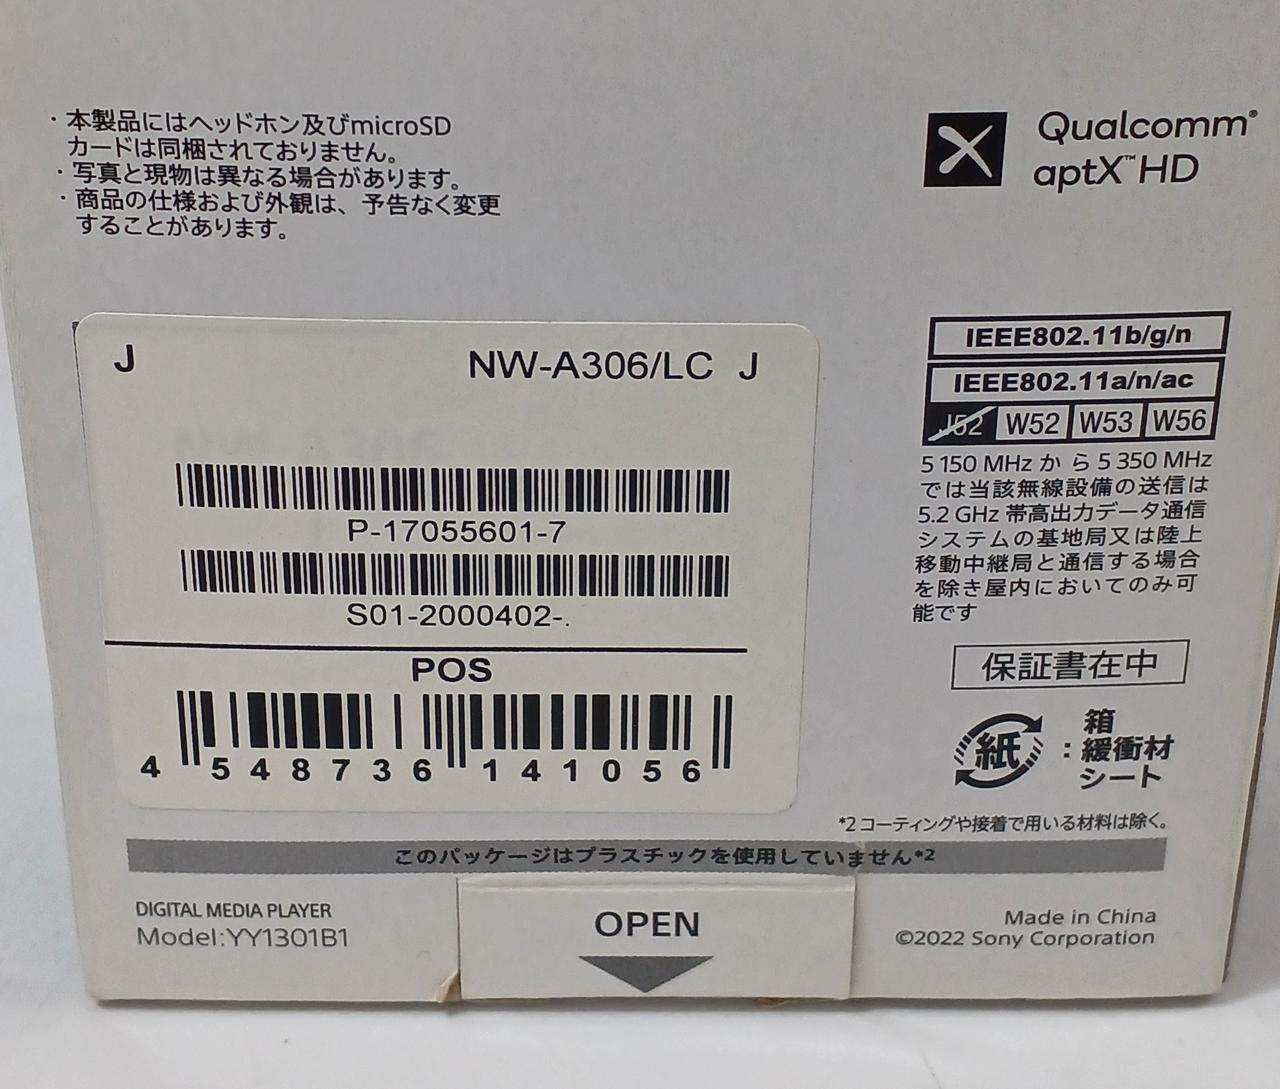 ・本製品にはヘッドホン及びmicroSD
カードは同梱されておりません。
・写真と現物は異なる場合があります。
・商品の仕様および外観は、予告なく変更
することがあります。
Qualcomm®
aptX™ HD
J NW-A306/LC J
P-17055601-7
S01-2000402-.
POS
4 548736 141056
IEEE802.11b/g/n
IEEE802.11a/n/ac
J52 W52 W53 W56
5 150 MHz から 5 350 MHz
では当該無線設備の送信は
5.2 GHz 帯高出力データ通信
システムの基地局又は陸上
移動中継局と通信する場合
を除き屋内においてのみ可
能です
保証書在中
紙
箱
：緩衝材
シート
*2 コーティングや接着で用いる材料は除く。
このパッケージはプラスチックを使用していません*2
DIGITAL MEDIA PLAYER
Model:YY1301B1
OPEN
Made in China
©2022 Sony Corporation